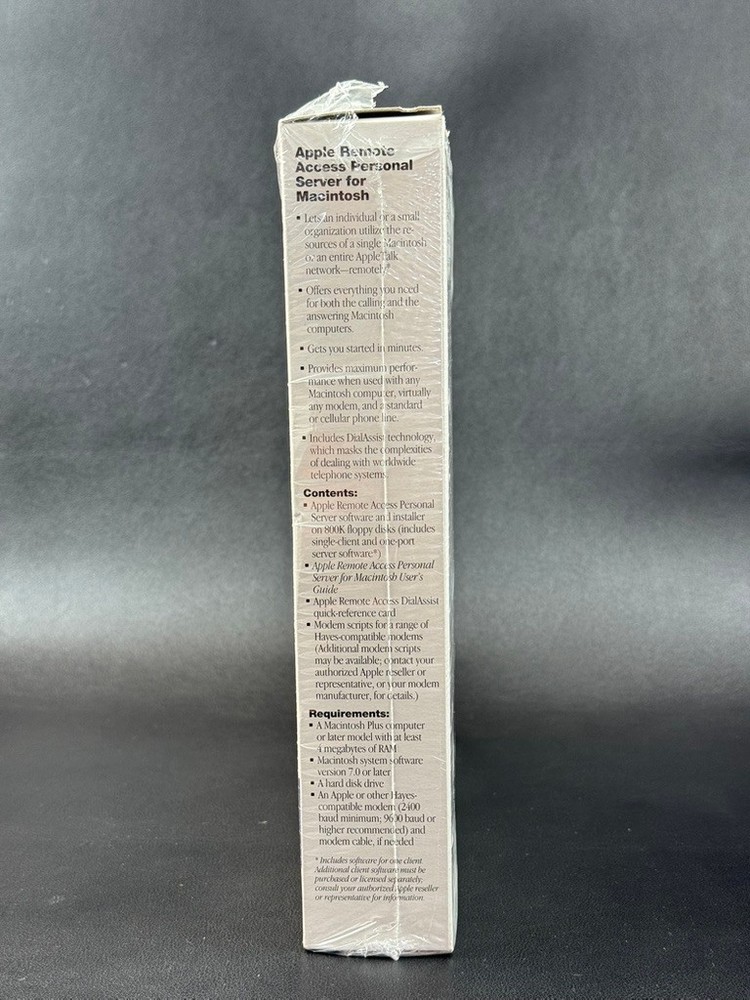 Apple Remote
Access Personal
Server for
Macintosh
▪ Lets an individual or a small
organization utilize the re-
sources of a single Macintosh
or an entire AppleTalk
network—remotely.*
▪ Offers everything you need
for both the calling and the
answering Macintosh
computers.
▪ Gets you started in minutes.
▪ Provides maximum perfor-
mance when used with any
Macintosh computer, virtually
any modem, and a standard
or cellular phone line.
▪ Includes DialAssist technology,
which masks the complexities
of dealing with worldwide
telephone systems.
Contents:
▪ Apple Remote Access Personal
Server software and installer
on 800K floppy disks (includes
single-client and one-port
server software*)
▪ Apple Remote Access Personal
Server for Macintosh User's
Guide
▪ Apple Remote Access DialAssist
quick-reference card
▪ Modem scripts for a range of
Hayes-compatible modems
(Additional modem scripts
may be available; contact your
authorized Apple reseller or
representative, or your modem
manufacturer, for details.)
Requirements:
▪ A Macintosh Plus computer
or later model with at least
4 megabytes of RAM
▪ Macintosh system software
version 7.0 or later
▪ A hard disk drive
▪ An Apple or other Hayes-
compatible modem (2400
baud minimum; 9600 baud or
higher recommended) and
modem cable, if needed
* Includes software for one client.
Additional client software must be
purchased or licensed separately;
consult your authorized Apple reseller
or representative for information.